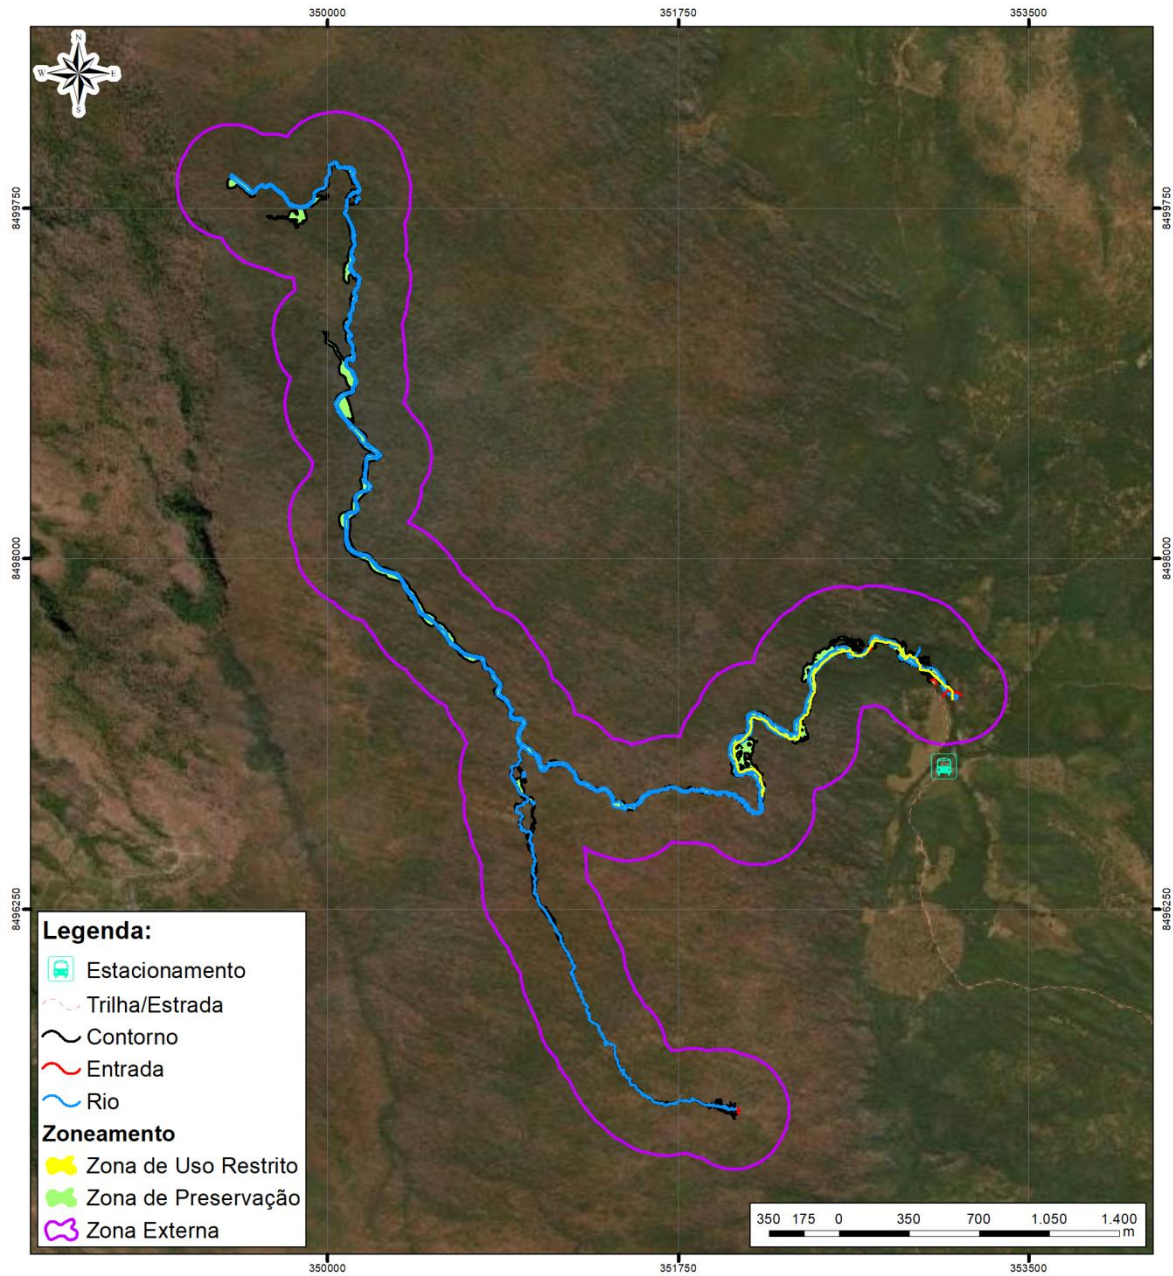 350000 351750 353500
N
W E
S
8499750 8499750
8498000 8498000
8496250 8496250
Legenda:
Estacionamento
Trilha/Estrada
Contorno
Entrada
Rio
Zoneamento
Zona de Uso Restrito
Zona de Preservação
Zona Externa
350 175 0 350 700 1.050 1.400
m
350000 351750 353500